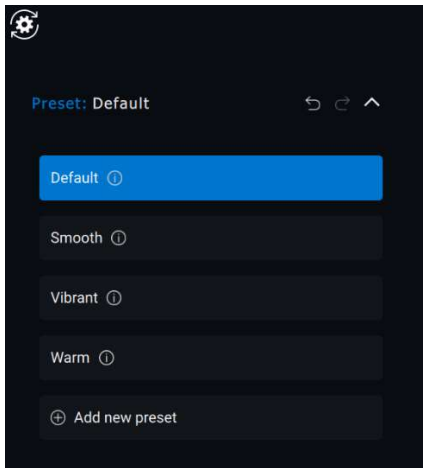 Preset: Default
Default
Smooth
Vibrant
Warm
Add new preset